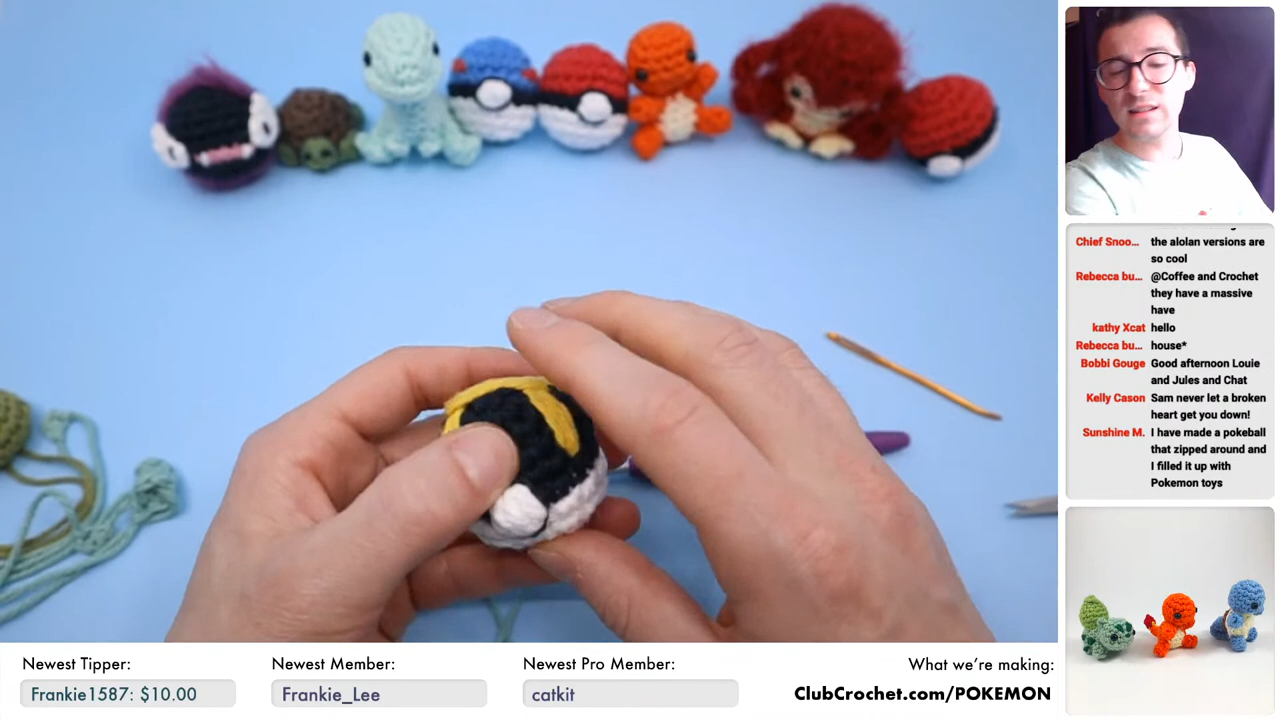 Chief Snoo... the alolan versions are
so cool
Rebecca bu... @Coffee and Crochet
they have a massive
have
kathy Xcat hello
Rebecca bu... house*
Bobbi Gouge Good afternoon Louie
and Jules and Chat
Kelly Cason Sam never let a broken
heart get you down!
Sunshine M. I have made a pokeball
that zipped around and
I filled it up with
Pokemon toys
Newest Tipper:
Frankie1587: $10.00
Newest Member:
Frankie_Lee
Newest Pro Member:
catkit
What we're making:
ClubCrochet.com/POKEMON